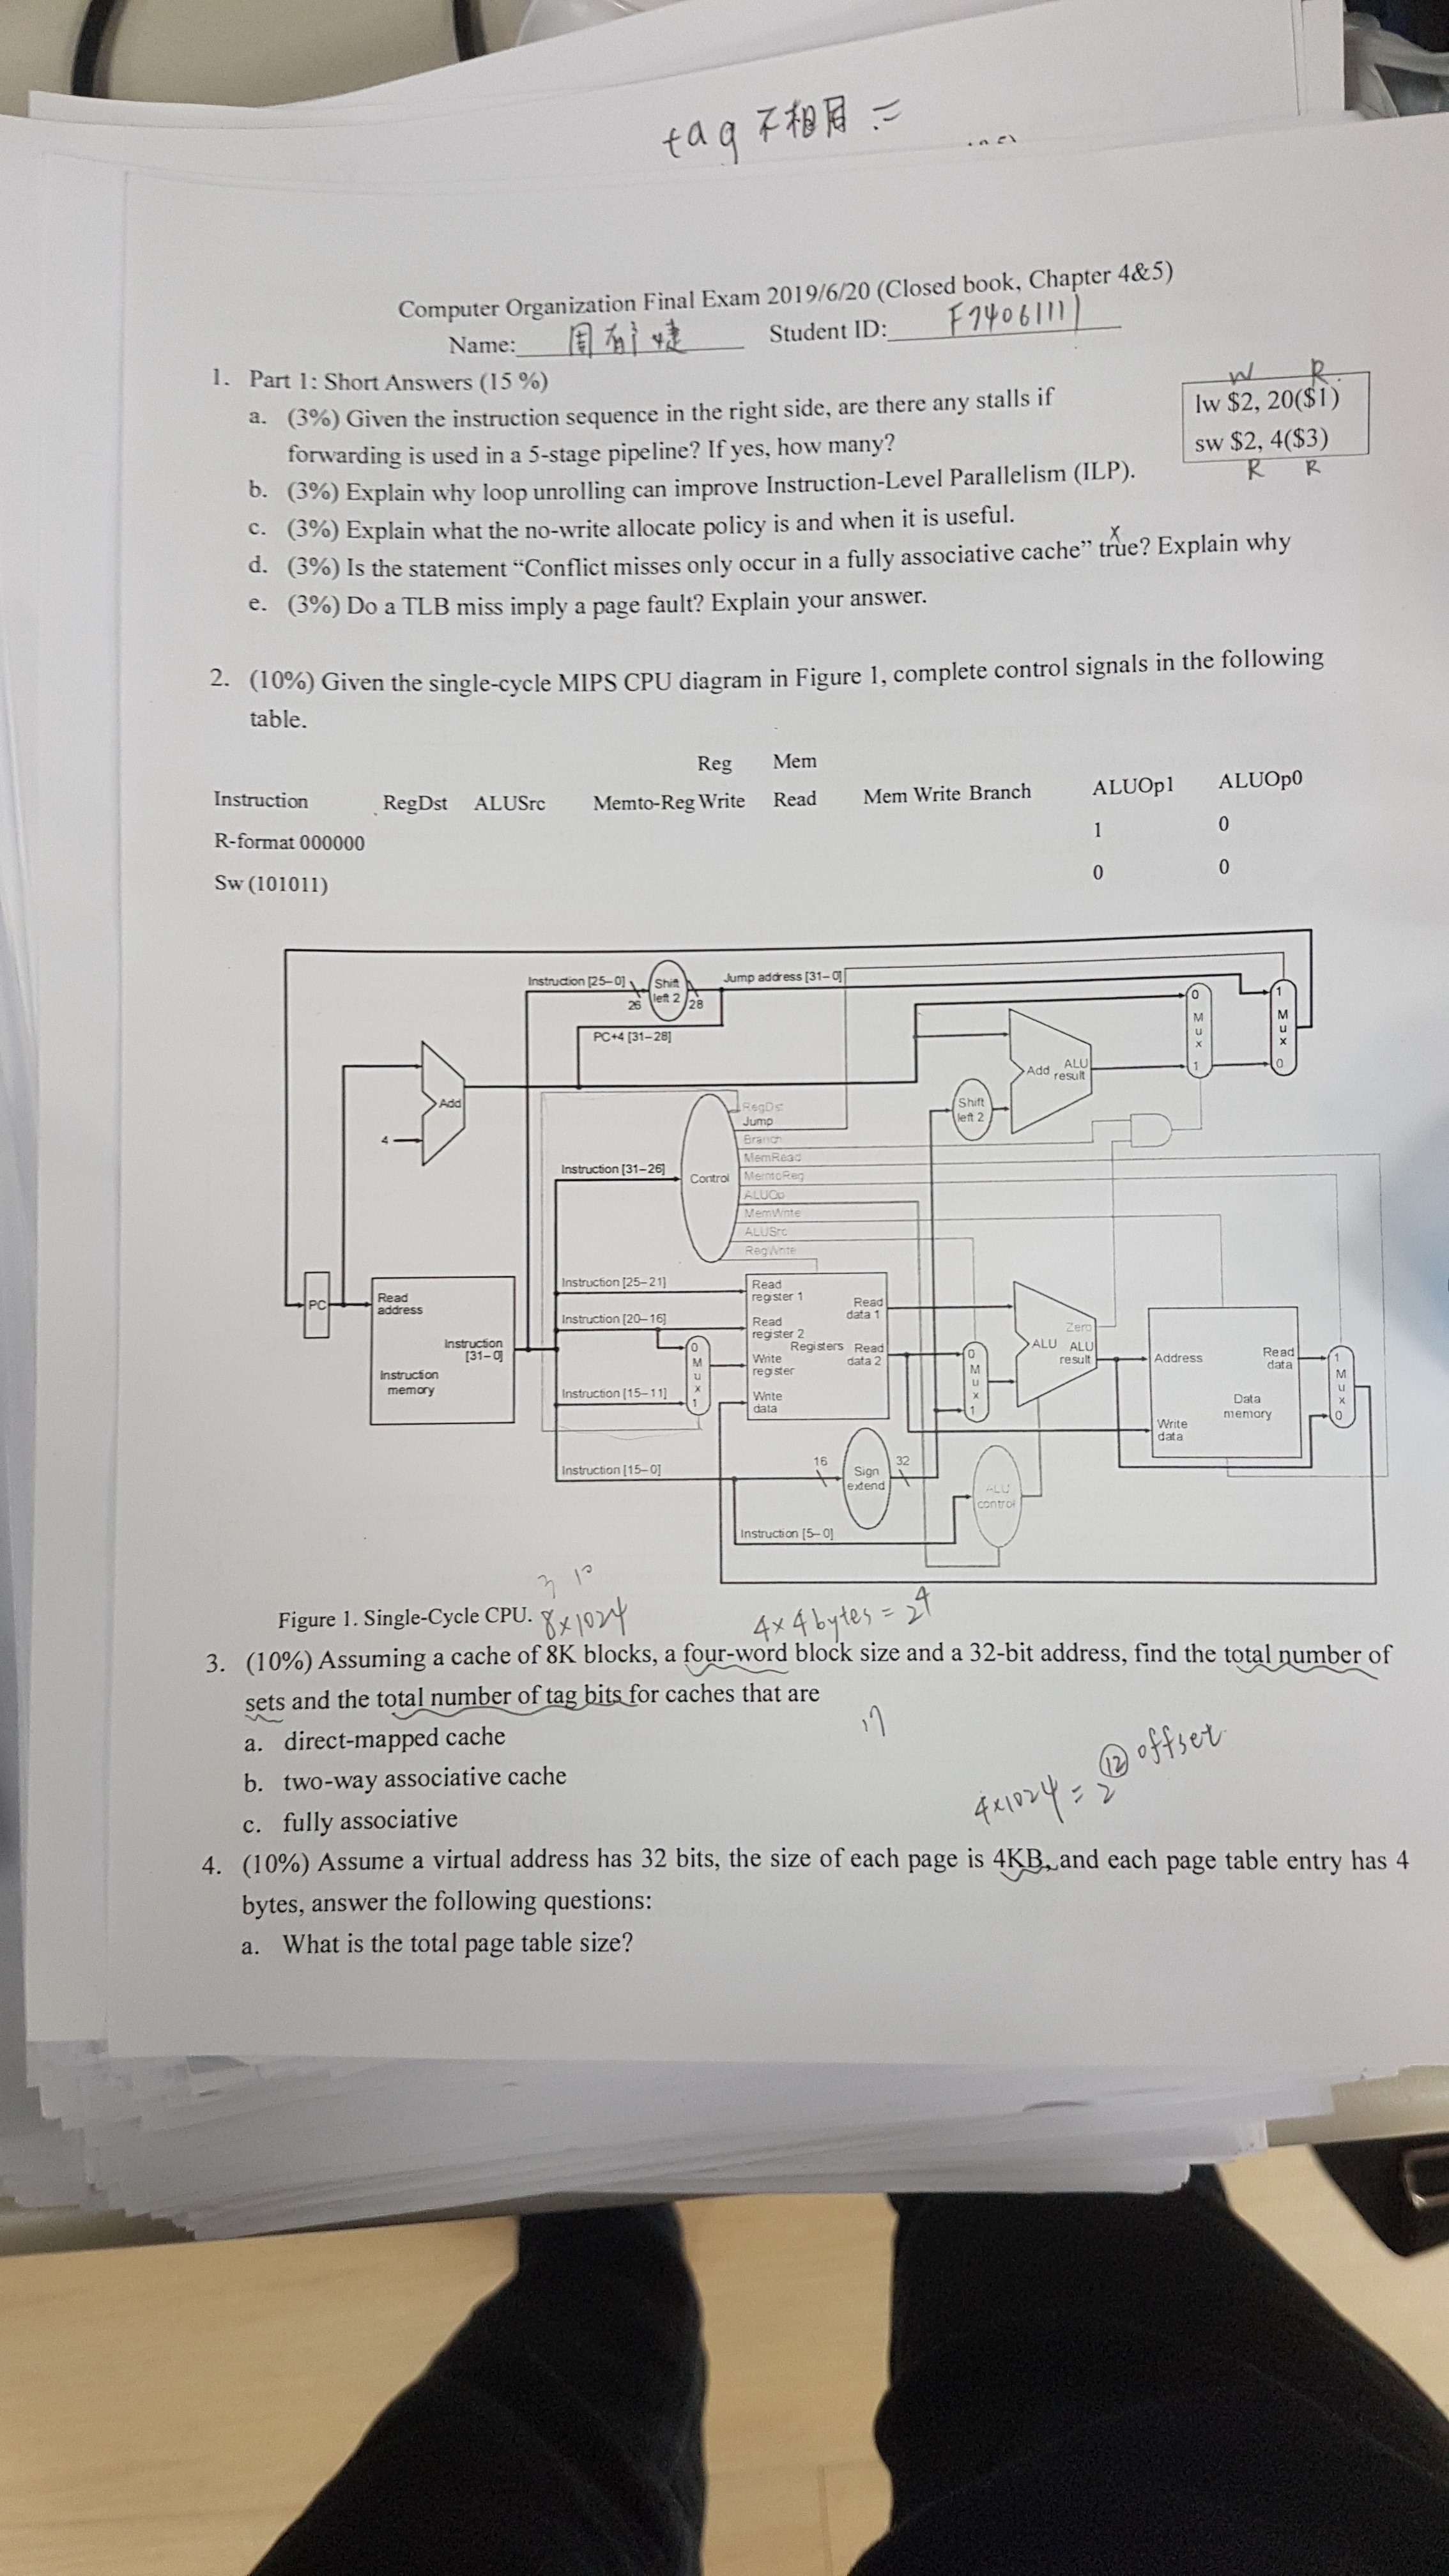 tag 不相同 =
Computer Organization Final Exam 2019/6/20 (Closed book, Chapter 4&5)
Name: Student ID: F74061111
1. Part 1: Short Answers (15 %)
a. (3%) Given the instruction sequence in the right side, are there any stalls if
forwarding is used in a 5-stage pipeline? If yes, how many?
W R
lw $2, 20($1)
sw $2, 4($3)
R R
b. (3%) Explain why loop unrolling can improve Instruction-Level Parallelism (ILP).
c. (3%) Explain what the no-write allocate policy is and when it is useful.
x
d. (3%) Is the statement “Conflict misses only occur in a fully associative cache” true? Explain why
e. (3%) Do a TLB miss imply a page fault? Explain your answer.
2. (10%) Given the single-cycle MIPS CPU diagram in Figure 1, complete control signals in the following
table.
Reg Mem
Instruction RegDst ALUSrc Memto-Reg Write Read Mem Write Branch ALUOp1 ALUOp0
R-format 000000 1 0
Sw (101011) 0 0
Instruction [25–0] Shift left 2 Jump address [31–0]
26 28
PC+4 [31–28]
0 M u x 1
1 M u x 0
Add ALU result
Add
4
Shift left 2
RegDst
Jump
Branch
MemRead
Instruction [31–26] Control MemtoReg
ALUOp
MemWrite
ALUSrc
RegWrite
PC
Read address
Instruction [31–0]
Instruction memory
Instruction [25–21]
Instruction [20–16]
Instruction [15–11]
0 M u x 1
Read register 1
Read register 2
Write register
Write data
Registers
Read data 1
Read data 2
0 M u x 1
Zero
ALU ALU result
Address
Write data
Read data
Data memory
1 M u x 0
Instruction [15–0]
16 Sign extend 32
ALU control
Instruction [5–0]
3 10
Figure 1. Single-Cycle CPU. 8x1024 4x4bytes = 2^4
3. (10%) Assuming a cache of 8K blocks, a four-word block size and a 32-bit address, find the total number of
sets and the total number of tag bits for caches that are
a. direct-mapped cache
17
b. two-way associative cache
4x1024 = 2^12 offset
c. fully associative
4. (10%) Assume a virtual address has 32 bits, the size of each page is 4KB, and each page table entry has 4
bytes, answer the following questions:
a. What is the total page table size?